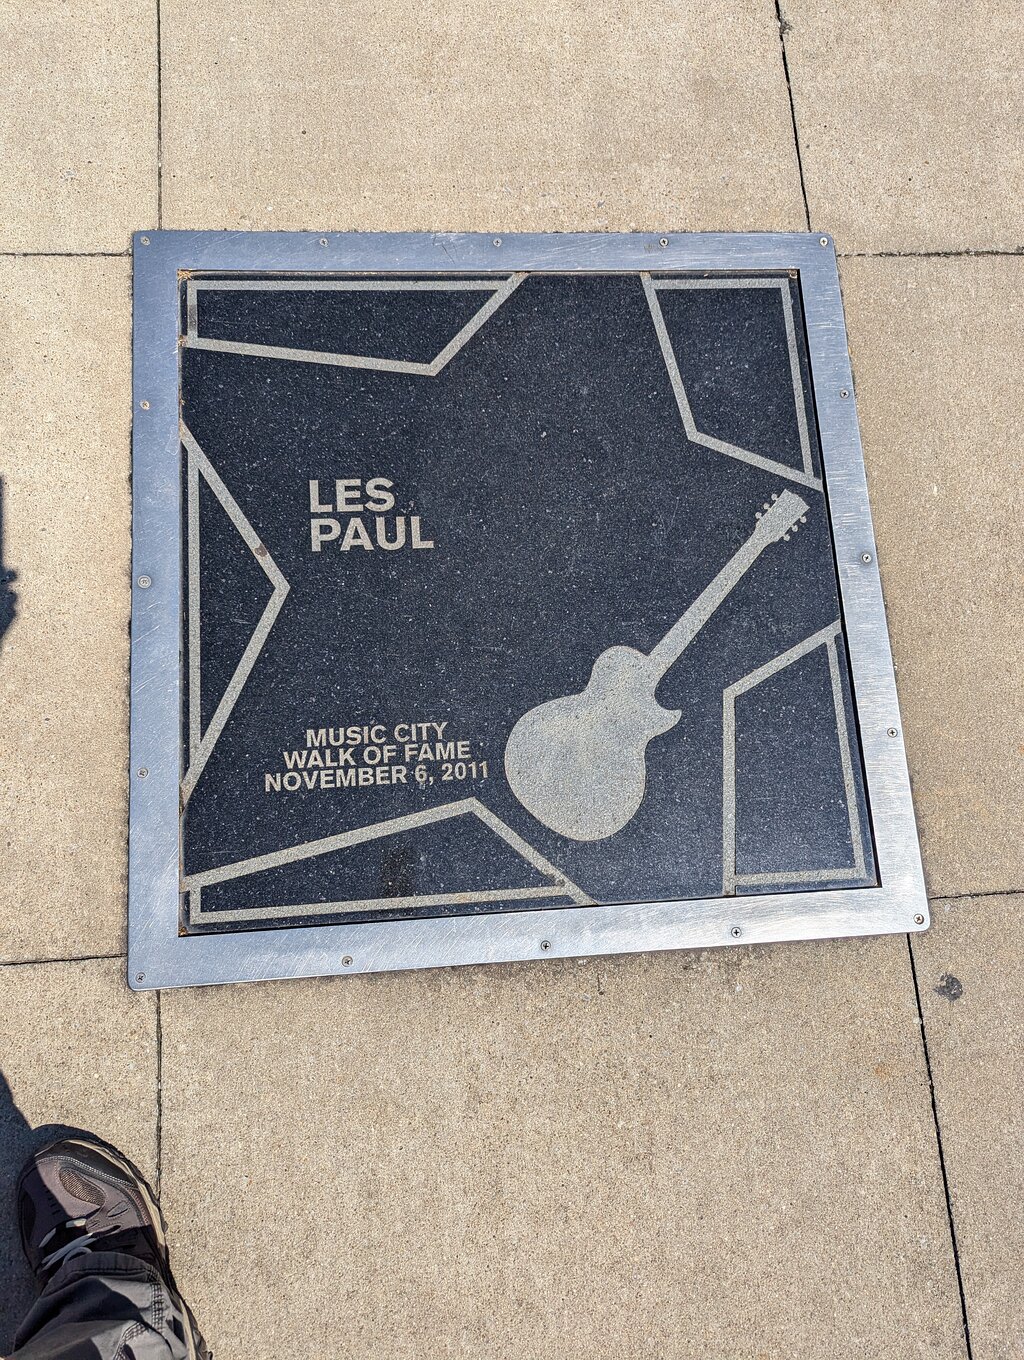 LES
PAUL
MUSIC CITY
WALK OF FAME
NOVEMBER 6, 2011